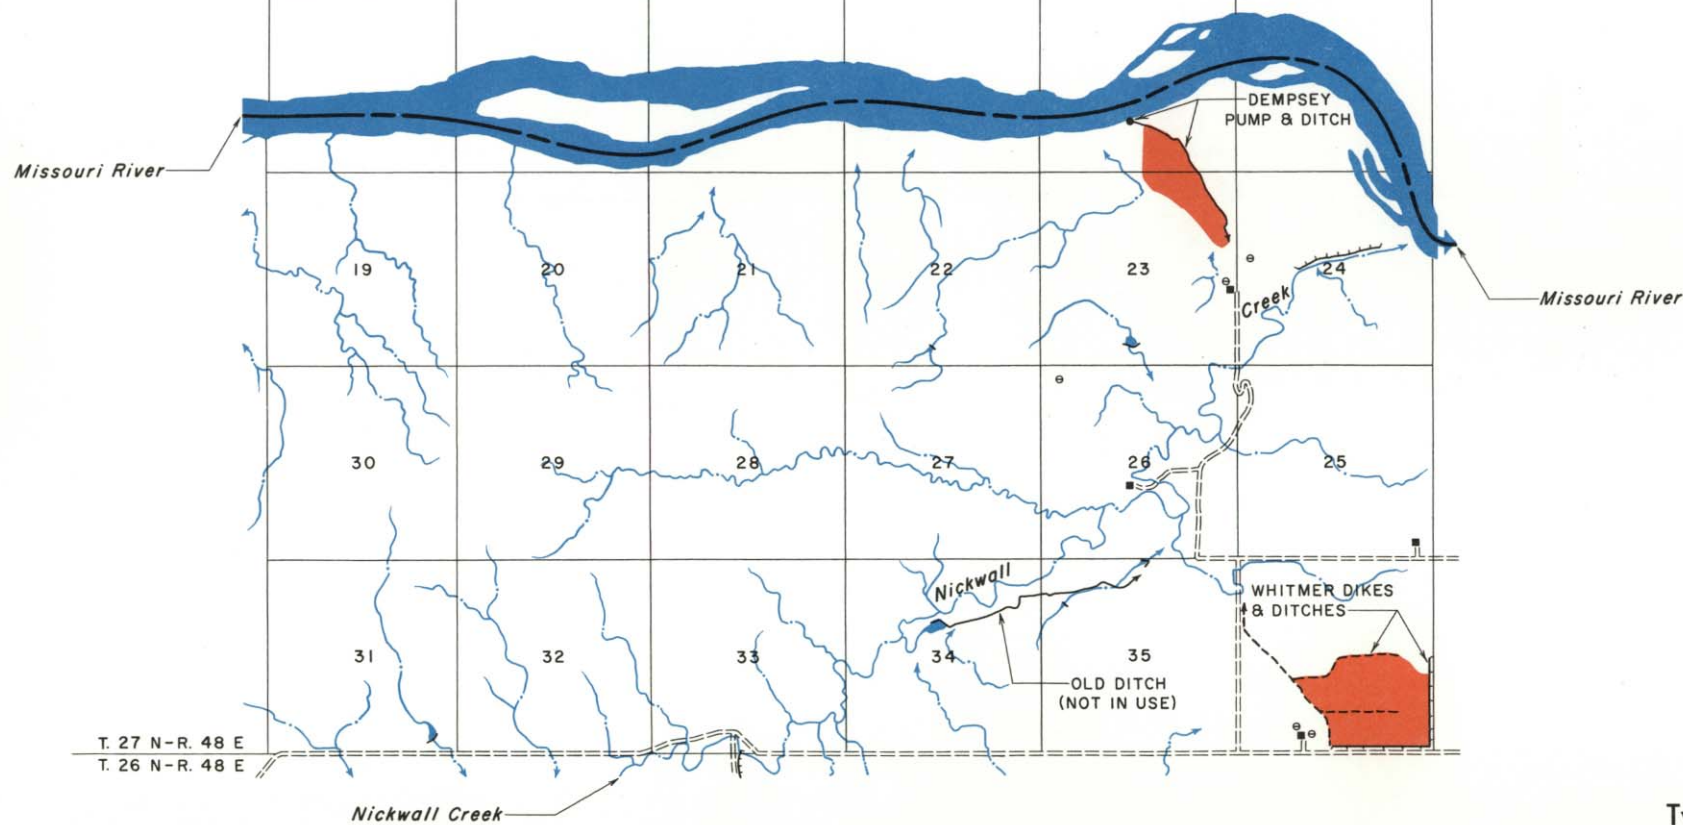 DEMPSEY
PUMP & DITCH
Missouri River
19
20
21
22
23
24
Creek
Missouri River
30
29
28
27
26
25
Nickwall
WHITMER DIKES
& DITCHES
31
32
33
34
35
OLD DITCH
(NOT IN USE)
T. 27 N-R. 48 E
T. 26 N-R. 48 E
Nickwall Creek